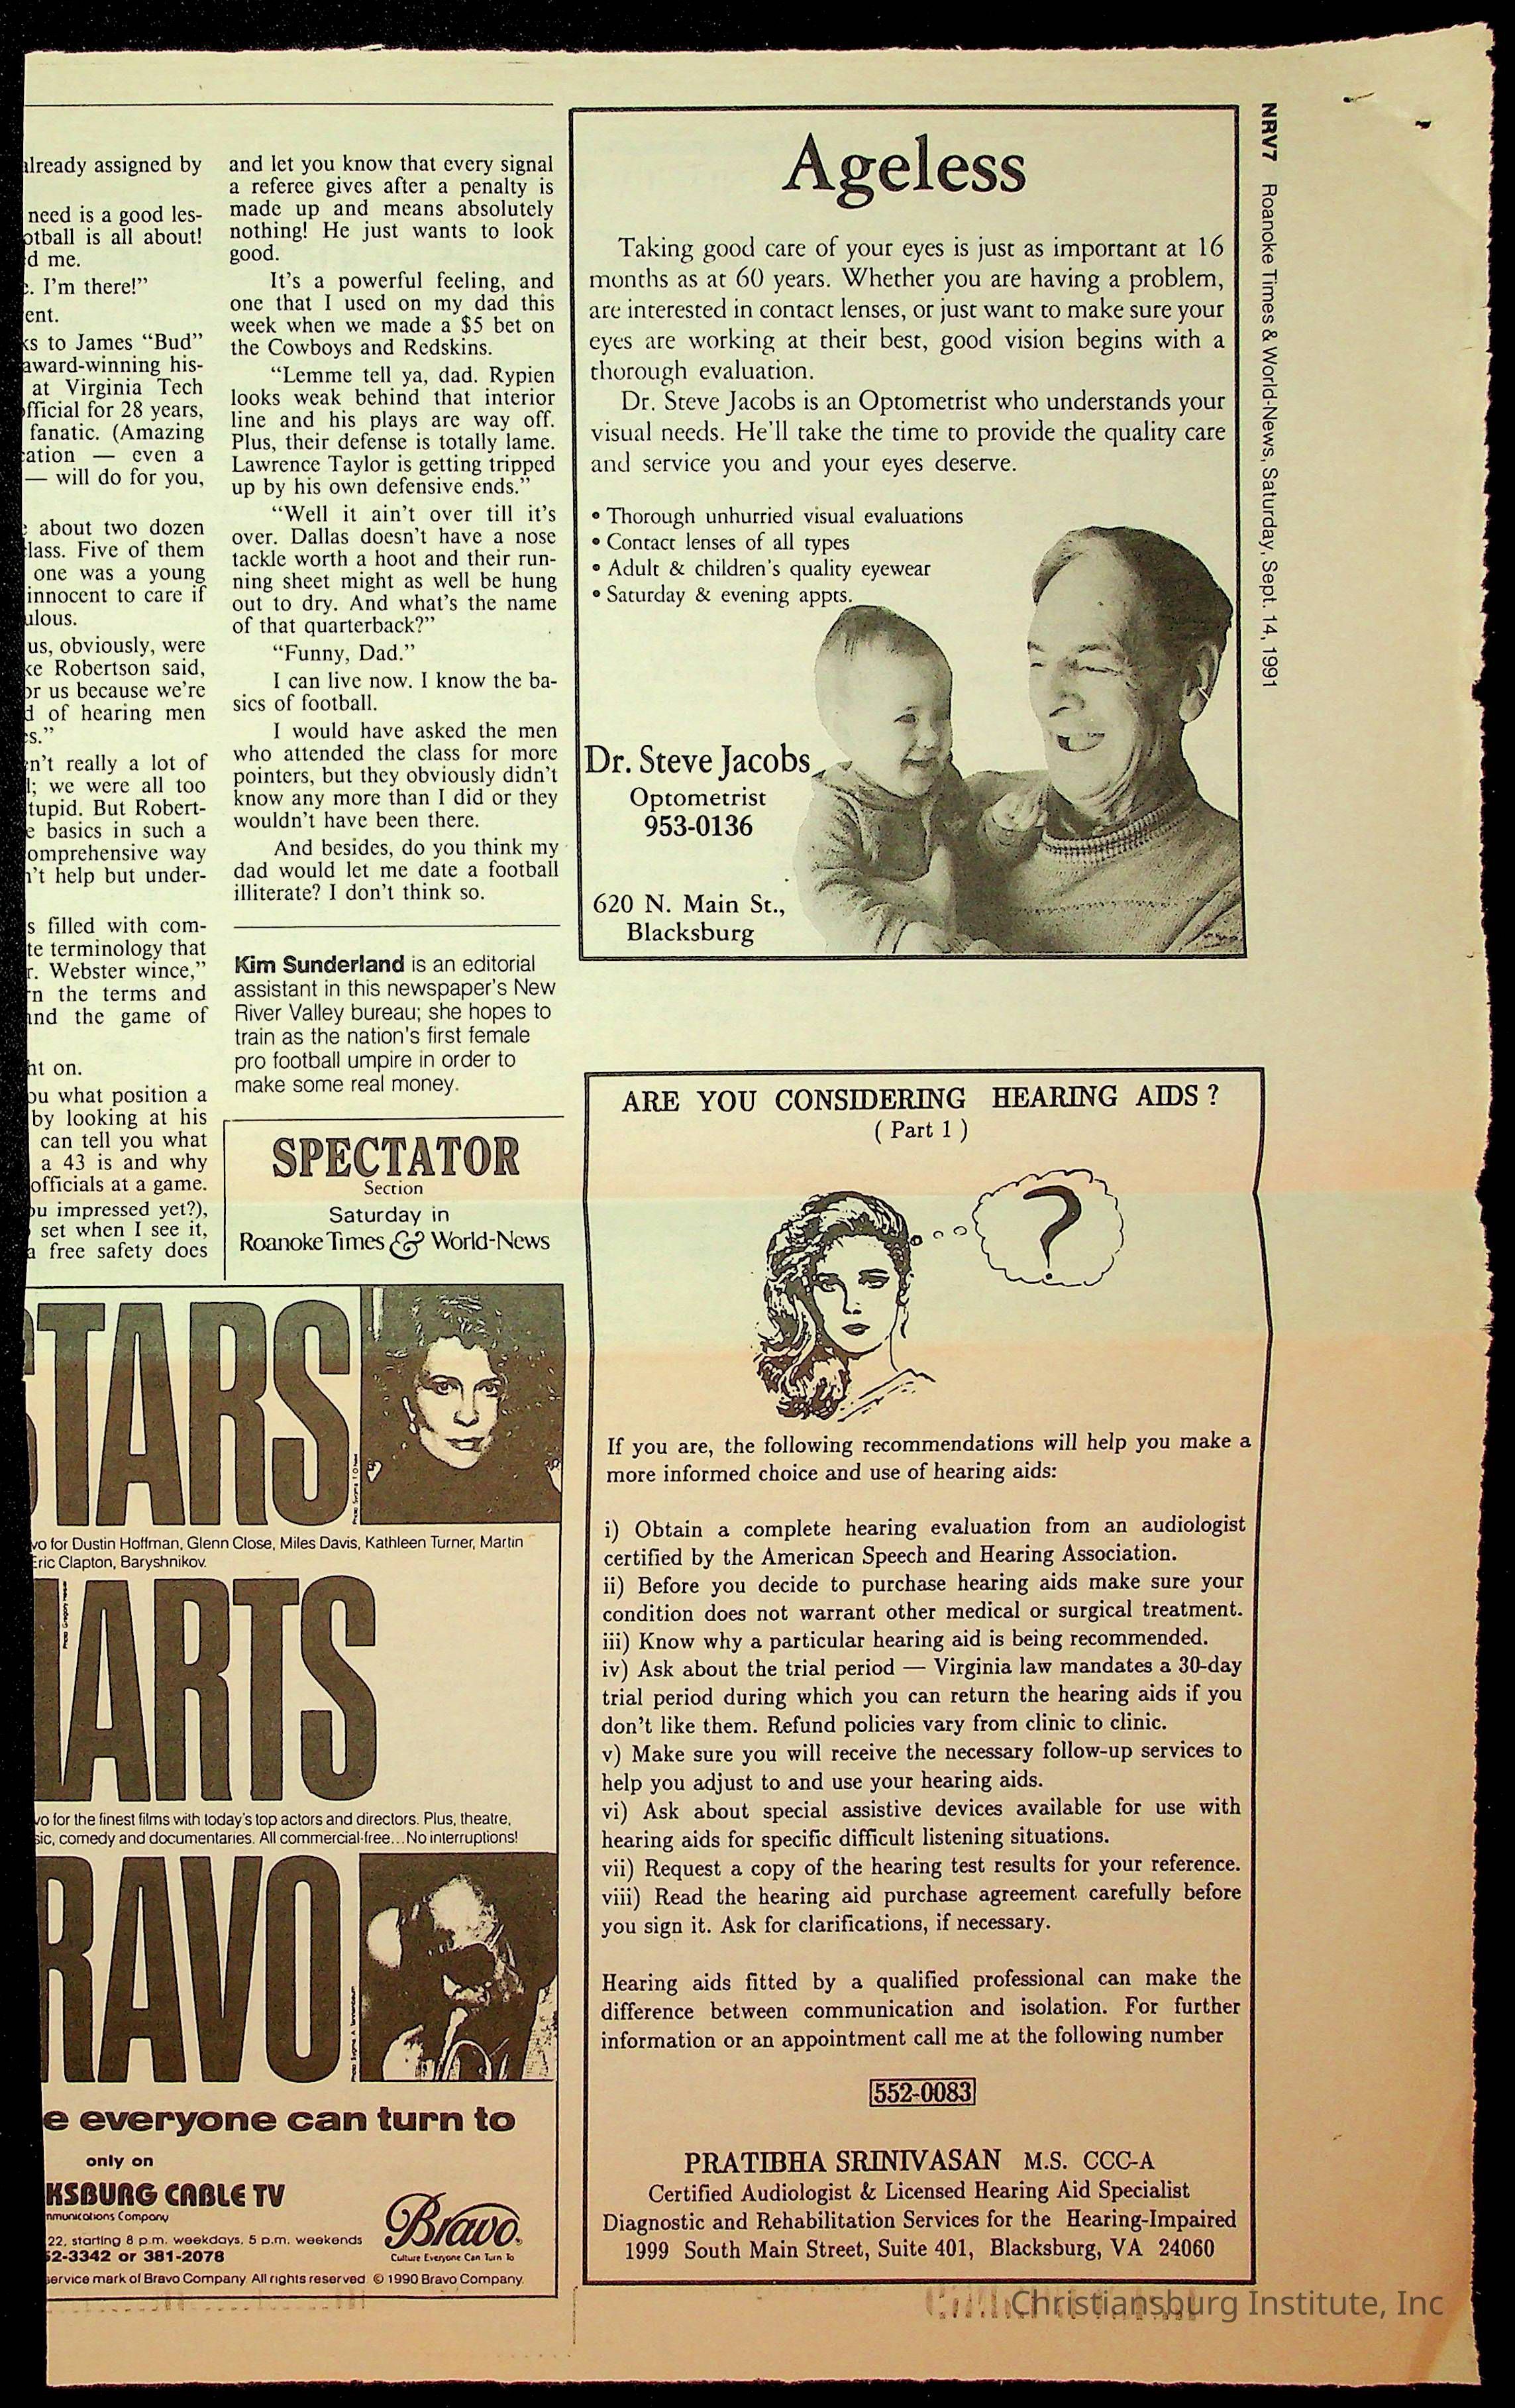 already assigned by
need is a good les-
otball is all about!
d me.
. I'm there!”
ent.
ks to James “Bud”
award-winning his-
at Virginia Tech
official for 28 years,
fanatic. (Amazing
cation — even a
— will do for you,
about two dozen
class. Five of them
one was a young
innocent to care if
ulous.
us, obviously, were
ke Robertson said,
or us because we're
d of hearing men
s.”
n't really a lot of
l; we were all too
tupid. But Robert-
e basics in such a
omprehensive way
n't help but under-
s filled with com-
te terminology that
r. Webster wince,”
rn the terms and
and the game of
ht on.
ou what position a
by looking at his
can tell you what
a 43 is and why
officials at a game.
ou impressed yet?),
set when I see it,
a free safety does
and let you know that every signal
a referee gives after a penalty is
made up and means absolutely
nothing! He just wants to look
good.
It's a powerful feeling, and
one that I used on my dad this
week when we made a $5 bet on
the Cowboys and Redskins.
“Lemme tell ya, dad. Rypien
looks weak behind that interior
line and his plays are way off.
Plus, their defense is totally lame.
Lawrence Taylor is getting tripped
up by his own defensive ends.”
“Well it ain't over till it's
over. Dallas doesn't have a nose
tackle worth a hoot and their run-
ning sheet might as well be hung
out to dry. And what's the name
of that quarterback?”
“Funny, Dad.”
I can live now. I know the ba-
sics of football.
I would have asked the men
who attended the class for more
pointers, but they obviously didn't
know any more than I did or they
wouldn't have been there.
And besides, do you think my
dad would let me date a football
illiterate? I don't think so.
Kim Sunderland is an editorial
assistant in this newspaper's New
River Valley bureau; she hopes to
train as the nation's first female
pro football umpire in order to
make some real money.
SPECTATOR
Section
Saturday in
Roanoke Times & World-News
STARS
vo for Dustin Hoffman, Glenn Close, Miles Davis, Kathleen Turner, Martin
Eric Clapton, Baryshnikov.
ARTS
vo for the finest films with today's top actors and directors. Plus, theatre,
sic, comedy and documentaries. All commercial-free...No interruptions!
RAVO
e everyone can turn to
only on
KSBURG CABLE TV
mmunications Company
22, starting 8 p.m. weekdays, 5 p.m. weekends
52-3342 or 381-2078
Bravo
Culture Everyone Can Turn To
service mark of Bravo Company. All rights reserved. © 1990 Bravo Company.
Ageless
Taking good care of your eyes is just as important at 16
months as at 60 years. Whether you are having a problem,
are interested in contact lenses, or just want to make sure your
eyes are working at their best, good vision begins with a
thorough evaluation.
Dr. Steve Jacobs is an Optometrist who understands your
visual needs. He'll take the time to provide the quality care
and service you and your eyes deserve.
• Thorough unhurried visual evaluations
• Contact lenses of all types
• Adult & children's quality eyewear
• Saturday & evening appts.
Dr. Steve Jacobs
Optometrist
953-0136
620 N. Main St.,
Blacksburg
NRV7 Roanoke Times & World-News, Saturday, Sept. 14, 1991
ARE YOU CONSIDERING HEARING AIDS ?
( Part 1 )
?
If you are, the following recommendations will help you make a
more informed choice and use of hearing aids:
i) Obtain a complete hearing evaluation from an audiologist
certified by the American Speech and Hearing Association.
ii) Before you decide to purchase hearing aids make sure your
condition does not warrant other medical or surgical treatment.
iii) Know why a particular hearing aid is being recommended.
iv) Ask about the trial period — Virginia law mandates a 30-day
trial period during which you can return the hearing aids if you
don't like them. Refund policies vary from clinic to clinic.
v) Make sure you will receive the necessary follow-up services to
help you adjust to and use your hearing aids.
vi) Ask about special assistive devices available for use with
hearing aids for specific difficult listening situations.
vii) Request a copy of the hearing test results for your reference.
viii) Read the hearing aid purchase agreement carefully before
you sign it. Ask for clarifications, if necessary.
Hearing aids fitted by a qualified professional can make the
difference between communication and isolation. For further
information or an appointment call me at the following number
552-0083
PRATIBHA SRINIVASAN M.S. CCC-A
Certified Audiologist & Licensed Hearing Aid Specialist
Diagnostic and Rehabilitation Services for the Hearing-Impaired
1999 South Main Street, Suite 401, Blacksburg, VA 24060
Christiansburg Institute, Inc